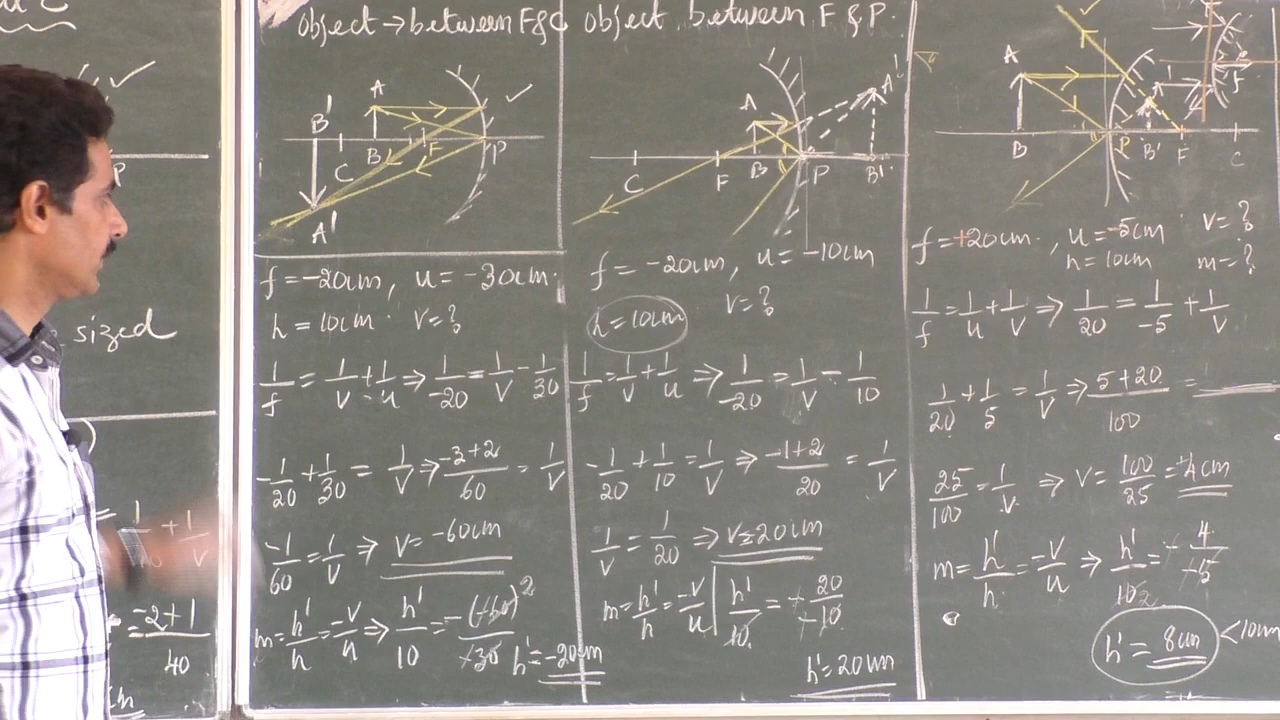 sized
-2+1
40
object → between F&C
A
B'
C
B
F
P
A'
f = -20cm, u = -30cm.
h = 10cm. v = ?
1/f = 1/v + 1/u ⇒ 1/-20 = 1/v - 1/30
-1/20 + 1/30 = 1/v ⇒ -3+2/60 = 1/v
-1/60 = 1/v ⇒ v = -60cm
m = h'/h = -v/u ⇒ h'/10 = -(-60)/-30 2
h' = -20cm
object between F & P.
A
A'
C
F
B
P
B'
f = -20cm, u = -10cm
h = 10cm v = ?
1/f = 1/v + 1/u ⇒ 1/-20 = 1/v - 1/10
-1/20 + 1/10 = 1/v ⇒ -1+2/20 = 1/v
1/v = 1/20 ⇒ v = 20cm
m = h'/h = -v/u | h'/10 = - 20/-10
h' = 20cm
A
B
P
B'
F
C
f = +20cm, u = -5cm v = ?
h = 10cm m = ?
1/f = 1/u + 1/v ⇒ 1/20 = 1/-5 + 1/v
1/20 + 1/5 = 1/v ⇒ 5+20/100 =
25/100 = 1/v ⇒ v = 100/25 = +4cm
m = h'/h = -v/u ⇒ h'/10 2 = - 4/-5
h' = 8cm < 10cm